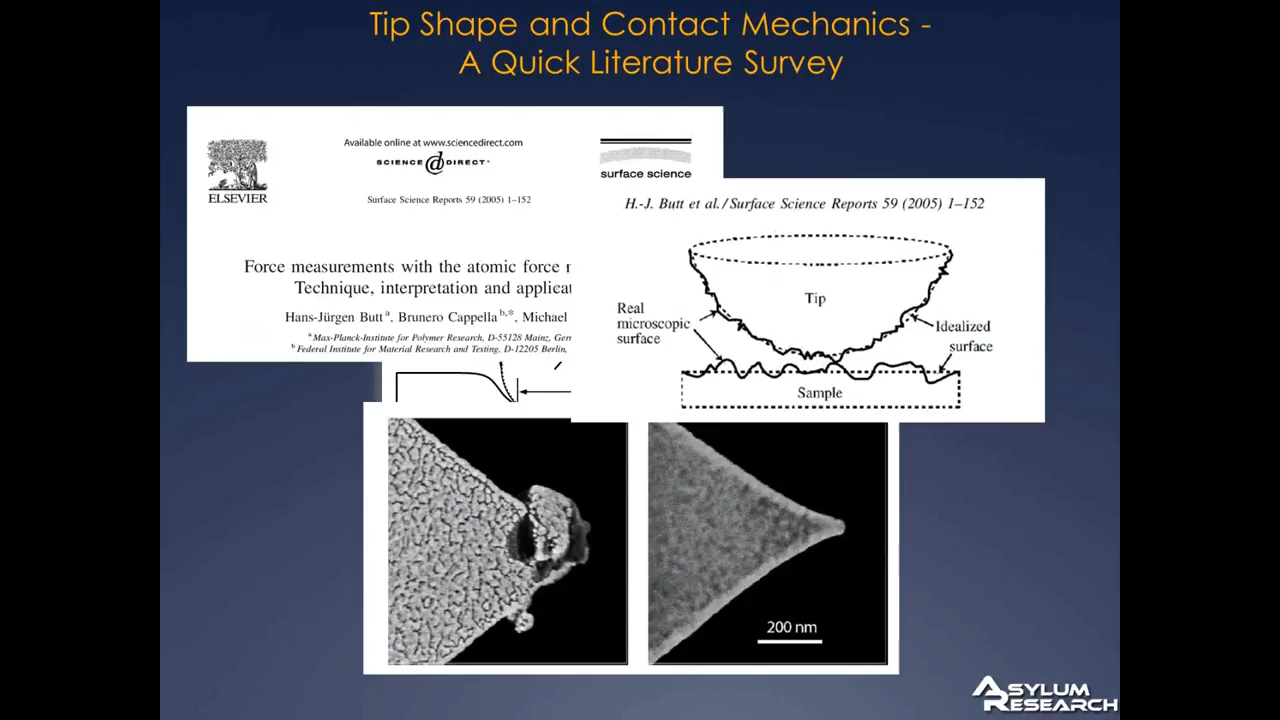 Tip Shape and Contact Mechanics -
A Quick Literature Survey
Available online at www.sciencedirect.com
SCIENCE @ DIRECT®
ELSEVIER
surface science
Surface Science Reports 59 (2005) 1–152
Force measurements with the atomic force
Technique, interpretation and
Hans-Jürgen Butt a, Brunero Cappella b,*, Michael
a Max-Planck-Institute for Polymer Research, D-55128 Mainz,
b Federal Institute for Material Research and Testing, D-12205 Berlin,
H.-J. Butt et al. / Surface Science Reports 59 (2005) 1–152
Tip
Real
microscopic
surface
Idealized
surface
Sample
200 nm
ASYLUM
RESEARCH